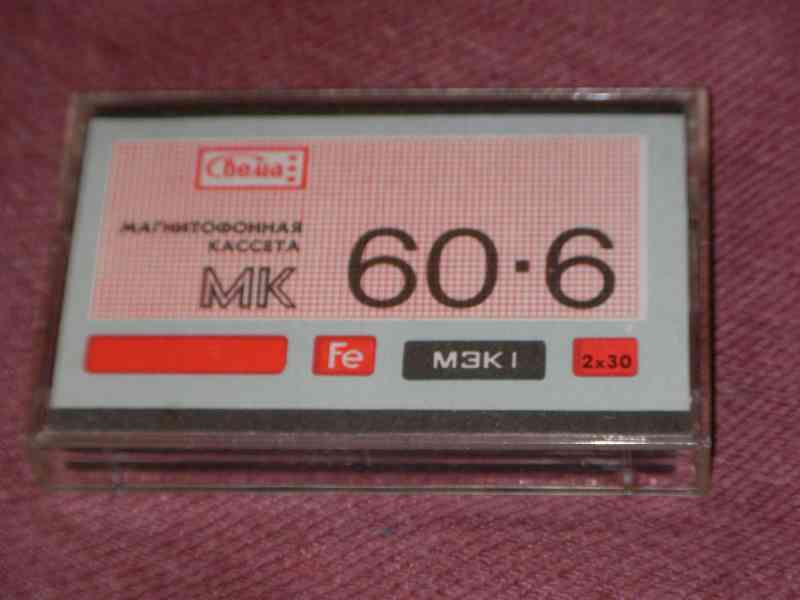 Свема
МАГНИТОФОННАЯ
КАССЕТА
МК 60·6
Fe МЭК I 2x30